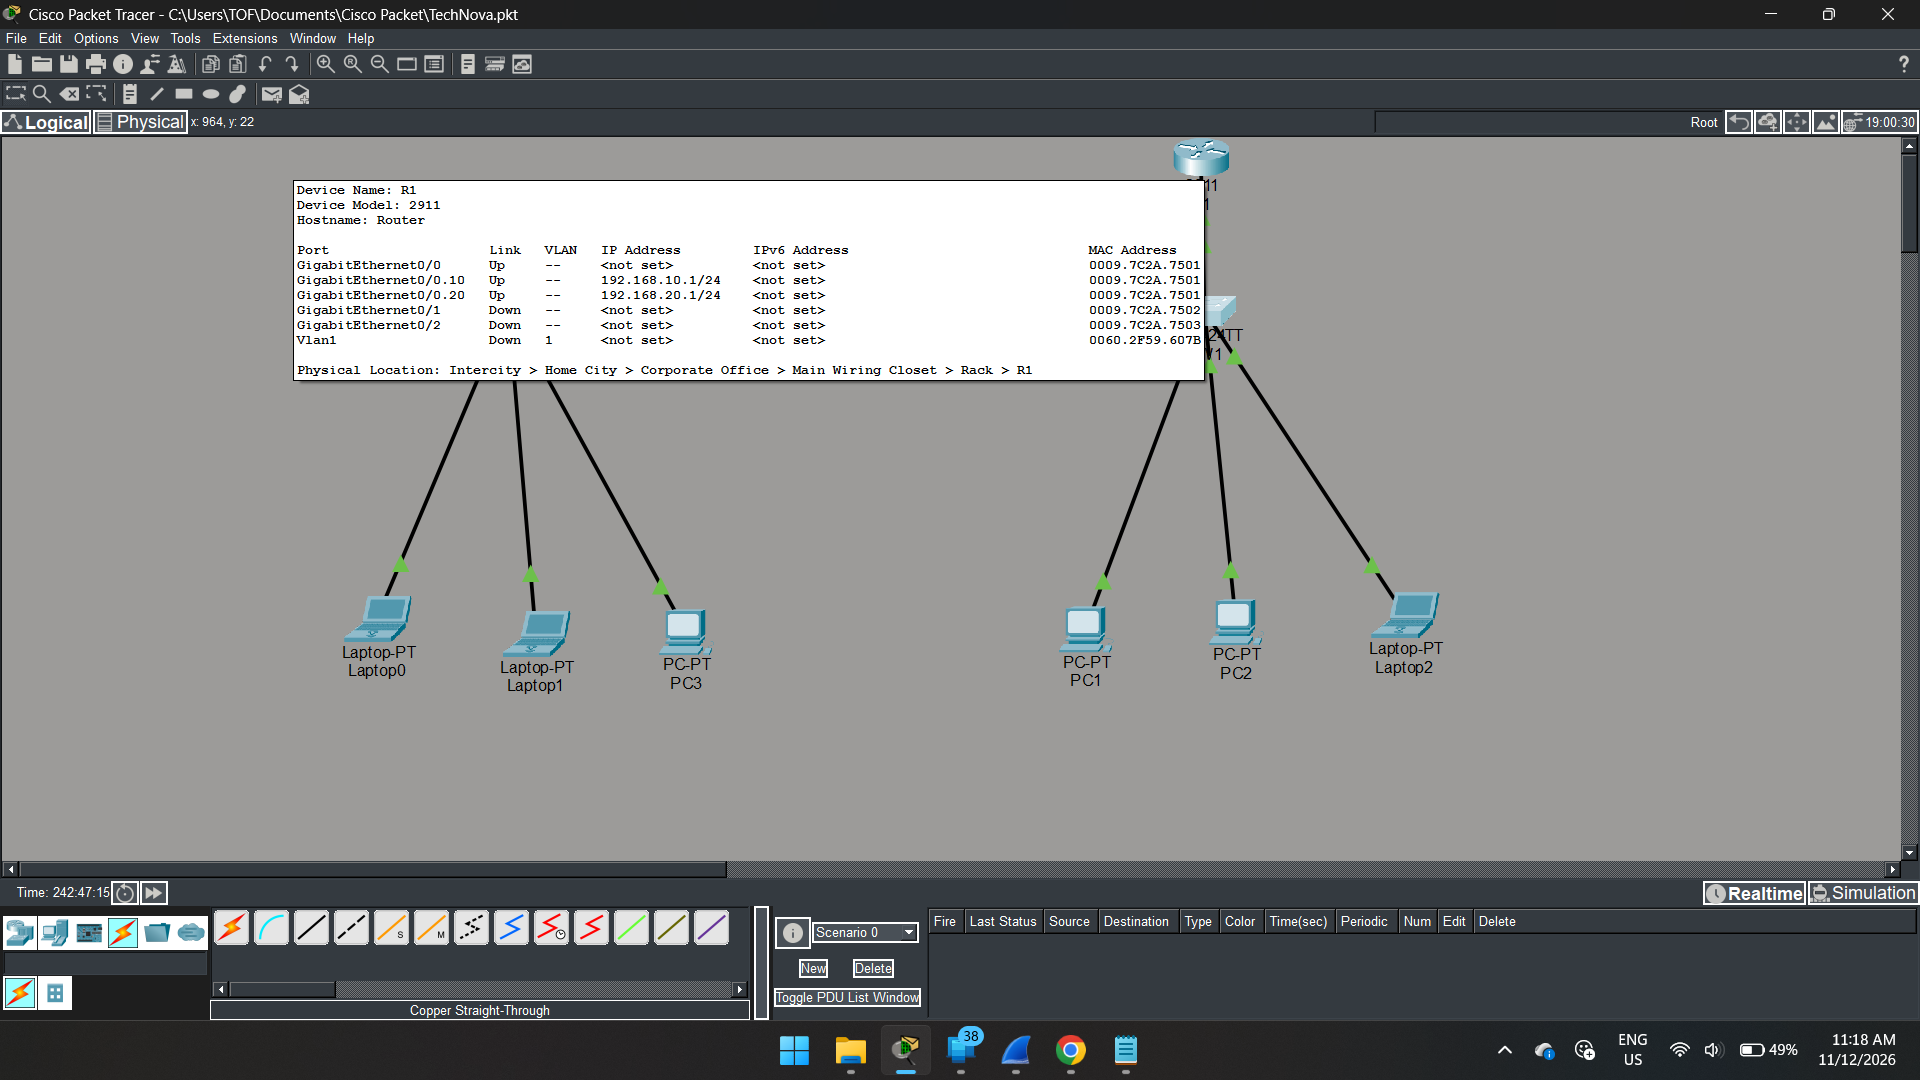 Cisco Packet Tracer - C:\Users\TOF\Documents\Cisco Packet\TechNova.pkt
File Edit Options View Tools Extensions Window Help
?
Logical Physical x: 964, y: 22 Root 19:00:30
Device Name: R1
Device Model: 2911
Hostname: Router
Port Link VLAN IP Address IPv6 Address MAC Address
GigabitEthernet0/0 Up -- <not set> <not set> 0009.7C2A.7501
GigabitEthernet0/0.10 Up -- 192.168.10.1/24 <not set> 0009.7C2A.7501
GigabitEthernet0/0.20 Up -- 192.168.20.1/24 <not set> 0009.7C2A.7501
GigabitEthernet0/1 Down -- <not set> <not set> 0009.7C2A.7502
GigabitEthernet0/2 Down -- <not set> <not set> 0009.7C2A.7503
Vlan1 Down 1 <not set> <not set> 0060.2F59.607B
Physical Location: Intercity > Home City > Corporate Office > Main Wiring Closet > Rack > R1
Laptop-PT
Laptop0
Laptop-PT
Laptop1
PC-PT
PC3
PC-PT
PC1
PC-PT
PC2
Laptop-PT
Laptop2
Time: 242:47:15 Realtime Simulation
S
M
Copper Straight-Through
Scenario 0
New Delete
Toggle PDU List Window
Fire Last Status Source Destination Type Color Time(sec) Periodic Num Edit Delete
38
ENG
US
49%
11:18 AM
11/12/2026